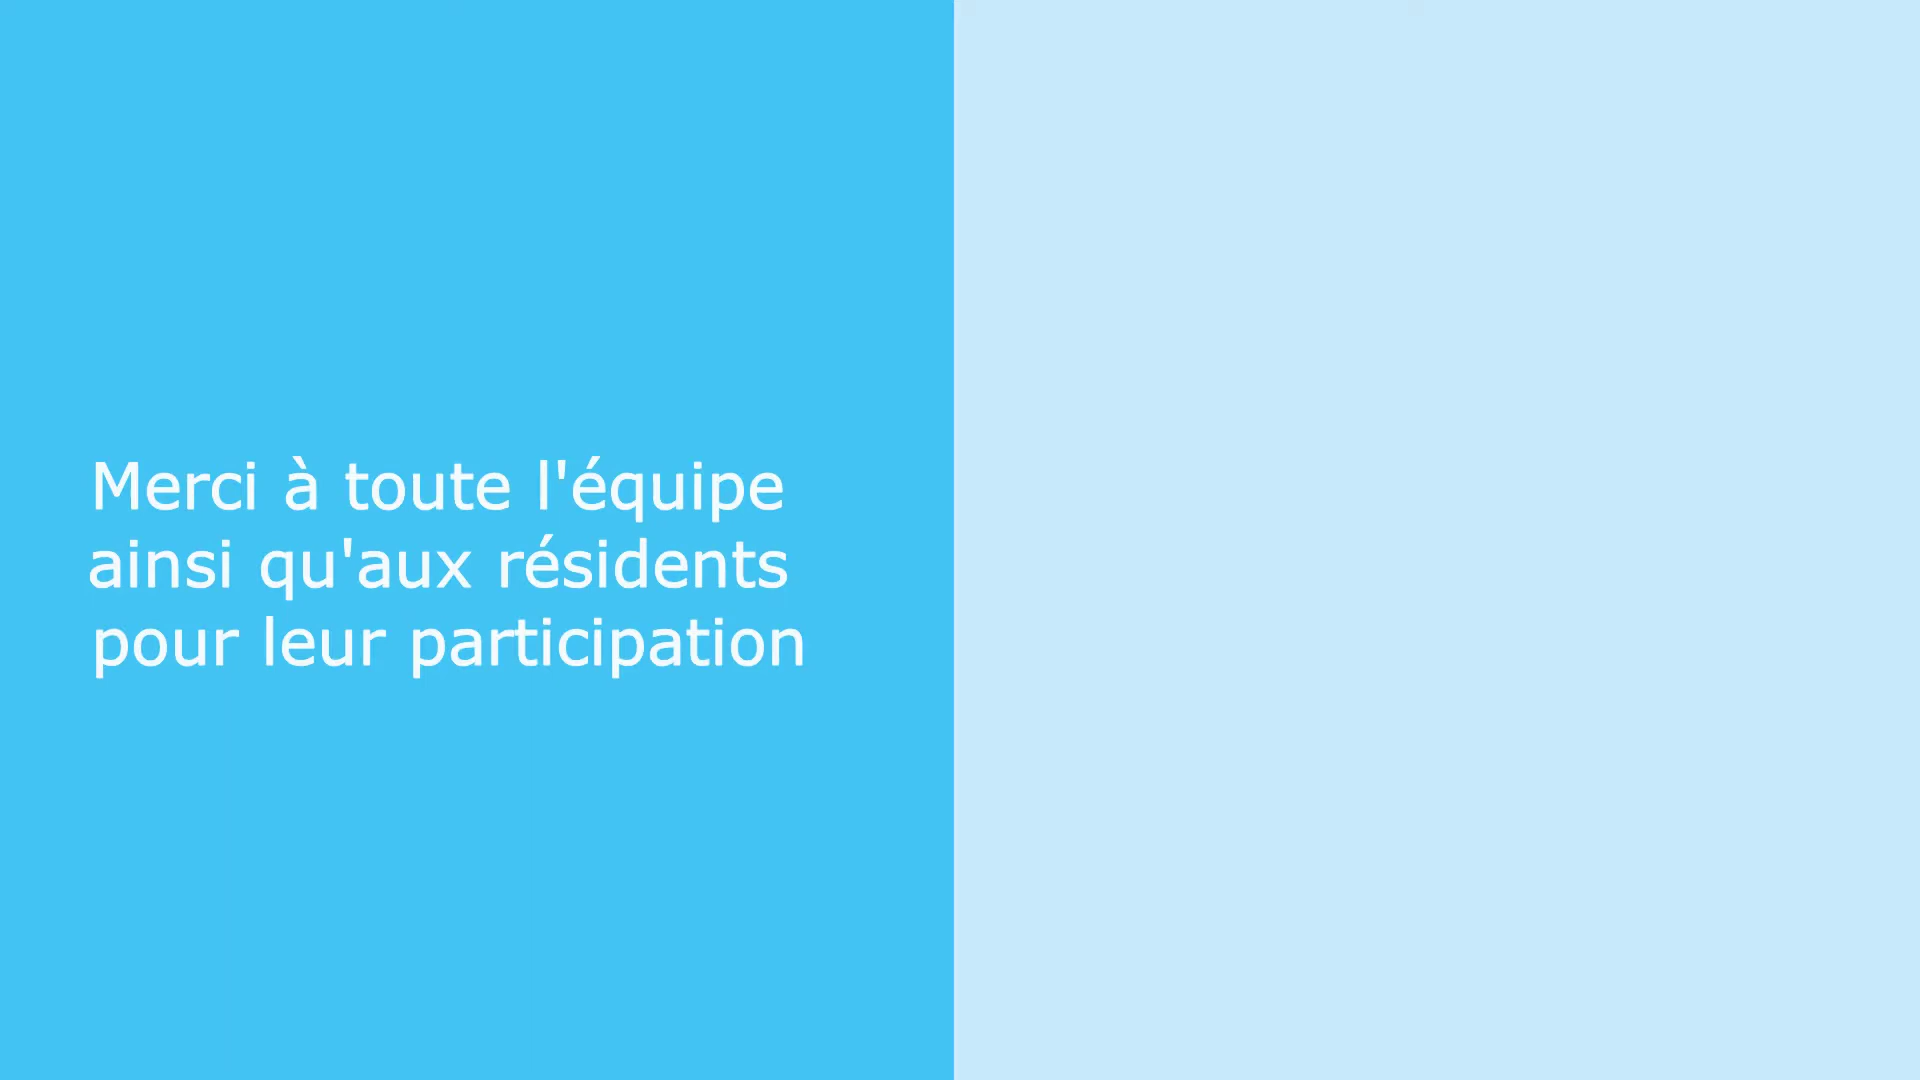 Merci à toute l'équipe
ainsi qu'aux résidents
pour leur participation